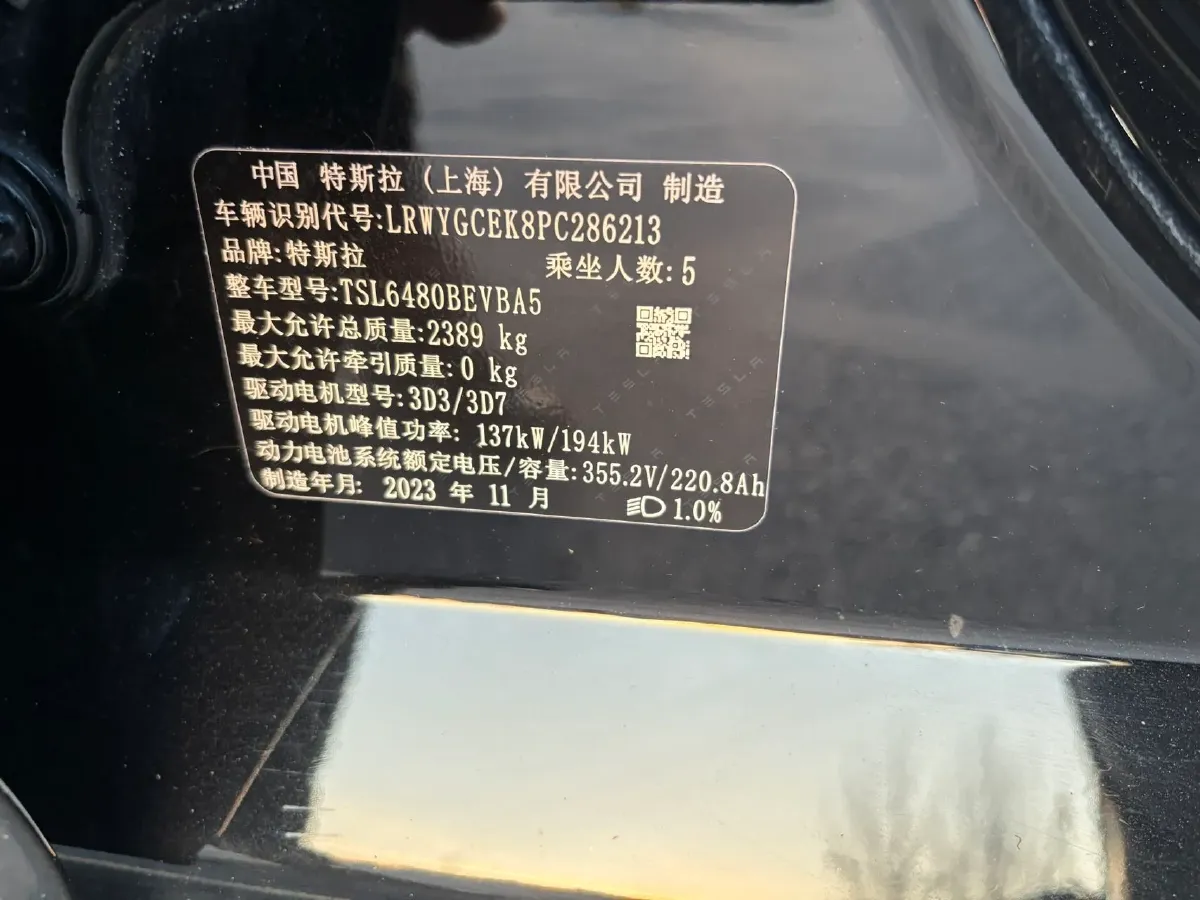 中国 特斯拉 (上海) 有限公司 制造
车辆识别代号:LRWYGCEK8PC286213
品牌:特斯拉 乘坐人数:5
整车型号:TSL6480BEVBA5
最大允许总质量:2389 kg
最大允许牵引质量:0 kg
驱动电机型号:3D3/3D7
驱动电机峰值功率: 137kW/194kW
动力电池系统额定电压/容量:355.2V/220.8Ah
制造年月: 2023 年 11 月 1.0%
TESLA
TESLA
TESLA